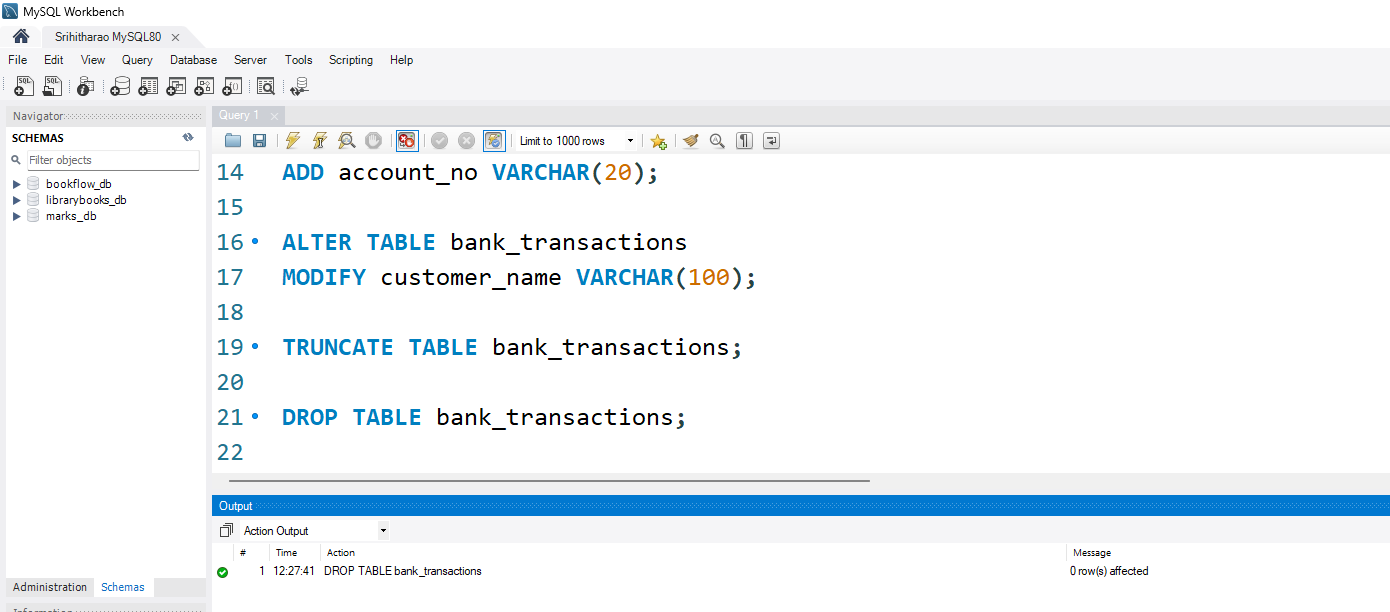 MySQL Workbench
Srihitharao MySQL80
File Edit View Query Database Server Tools Scripting Help
Navigator
SCHEMAS
Filter objects
bookflow_db
librarybooks_db
marks_db
Administration Schemas
Information
Query 1
Limit to 1000 rows
14 ADD account_no VARCHAR(20);
15
16 ALTER TABLE bank_transactions
17 MODIFY customer_name VARCHAR(100);
18
19 TRUNCATE TABLE bank_transactions;
20
21 DROP TABLE bank_transactions;
22
Output
Action Output
# Time Action Message
1 12:27:41 DROP TABLE bank_transactions 0 row(s) affected